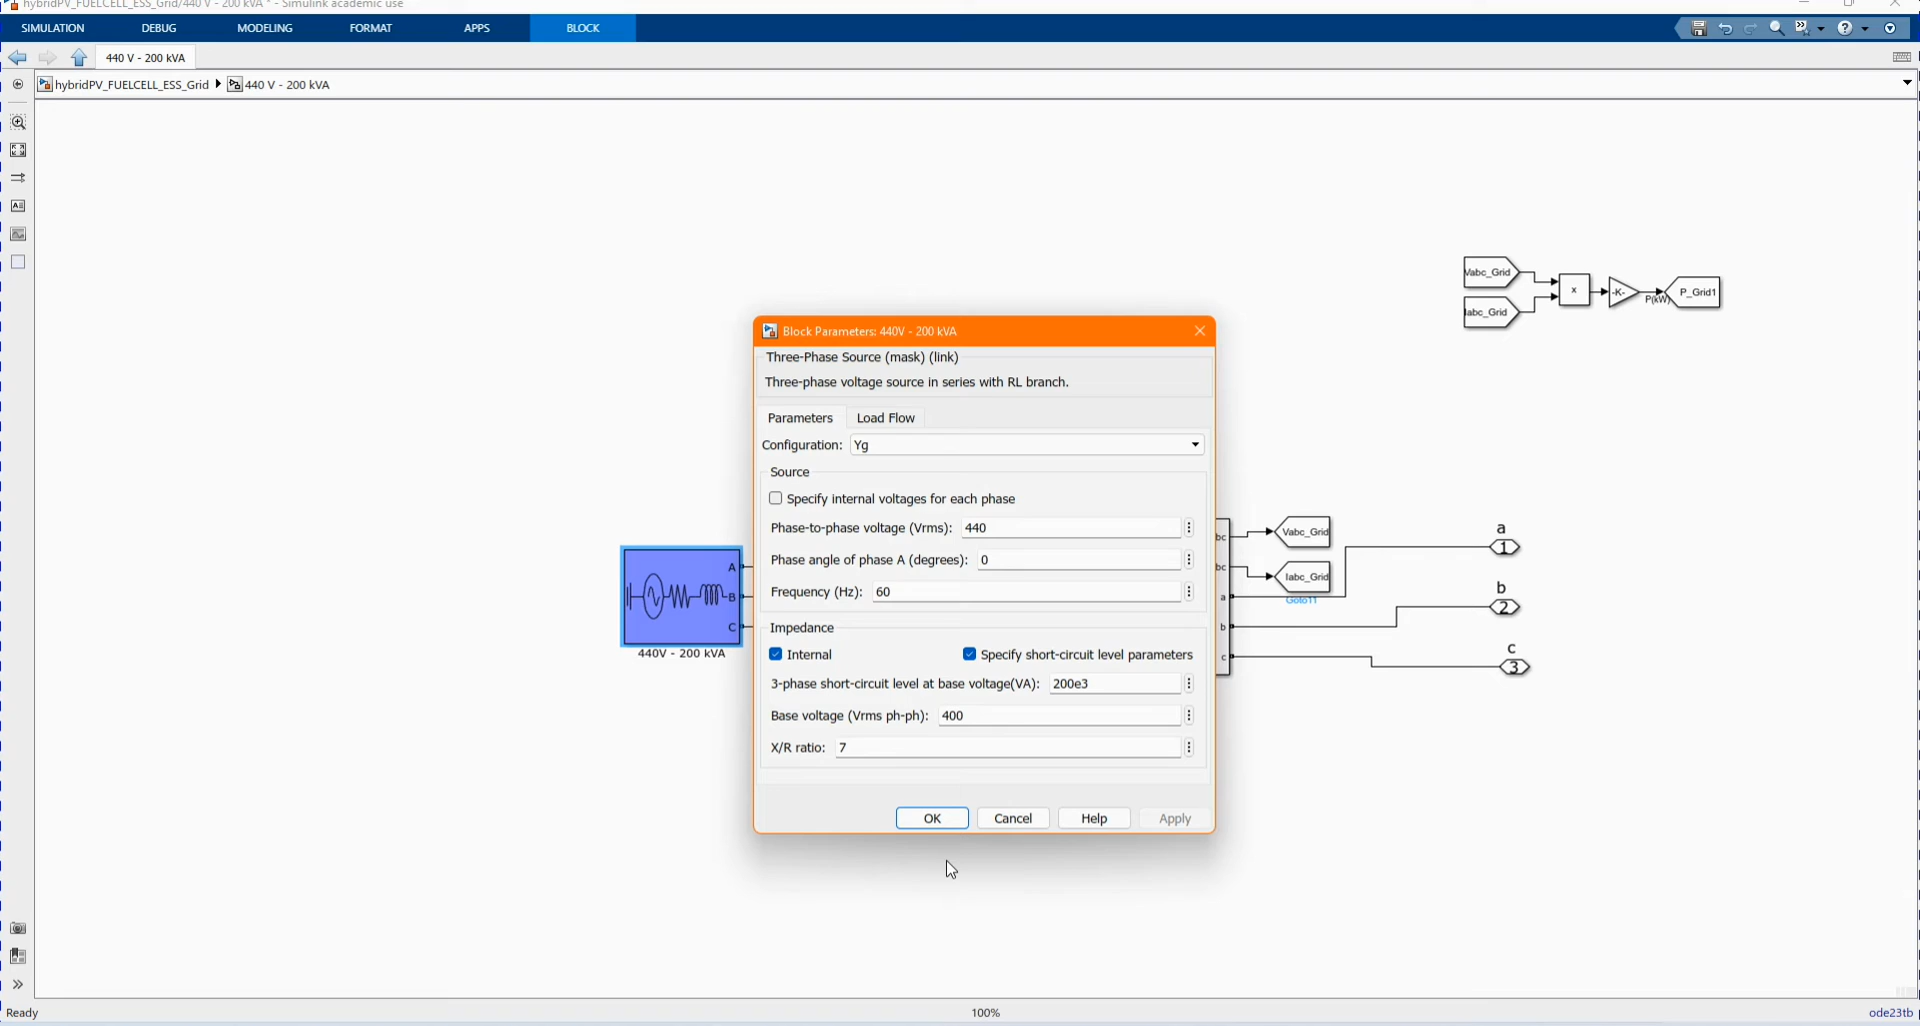 hybridPV_FUELCELL_ESS_Grid/440 V - 200 kVA * - Simulink academic use
SIMULATION DEBUG MODELING FORMAT APPS BLOCK
440 V - 200 kVA
hybridPV_FUELCELL_ESS_Grid 440 V - 200 kVA
Vabc_Grid
Iabc_Grid
x
-K-
P(kW)
P_Grid1
Block Parameters: 440V - 200 kVA
Three-Phase Source (mask) (link)
Three-phase voltage source in series with RL branch.
Parameters Load Flow
Configuration: Yg
Source
Specify internal voltages for each phase
Phase-to-phase voltage (Vrms): 440
Phase angle of phase A (degrees): 0
Frequency (Hz): 60
Impedance
Internal Specify short-circuit level parameters
3-phase short-circuit level at base voltage(VA): 200e3
Base voltage (Vrms ph-ph): 400
X/R ratio: 7
OK Cancel Help Apply
A
B
C
440V - 200 kVA
bc
bc
a
b
c
Vabc_Grid
Iabc_Grid
Goto11
a
1
b
2
c
3
Ready 100% ode23tb